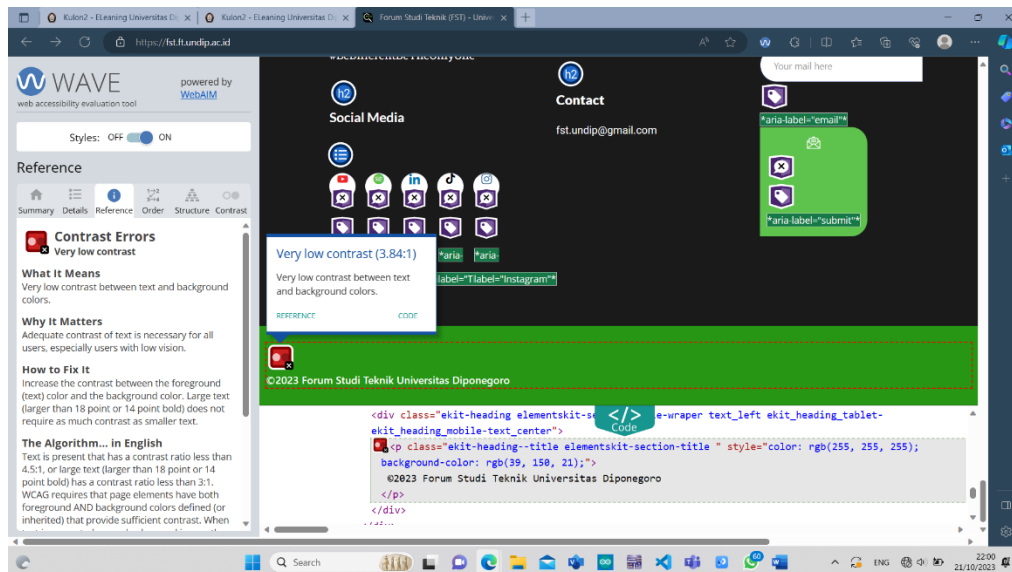 Kulon2 - ELeaning Universitas Di
Kulon2 - ELeaning Universitas Di
Forum Studi Teknik (FST) - Unive
https://fst.ft.undip.ac.id
WAVE
web accessibility evaluation tool
powered by
WebAIM
Styles: OFF ON
Reference
Summary Details Reference Order Structure Contrast
Contrast Errors
Very low contrast
What It Means
Very low contrast between text and background
colors.
Why It Matters
Adequate contrast of text is necessary for all
users, especially users with low vision.
How to Fix It
Increase the contrast between the foreground
(text) color and the background color. Large text
(larger than 18 point or 14 point bold) does not
require as much contrast as smaller text.
The Algorithm... in English
Text is present that has a contrast ratio less than
4.5:1, or large text (larger than 18 point or 14
point bold) has a contrast ratio less than 3:1.
WCAG requires that page elements have both
foreground AND background colors defined (or
inherited) that provide sufficient contrast. When
h2
Social Media
h2
Contact
fst.undip@gmail.com
Your mail here
*aria-label="email"*
*aria-label="submit"*
in
*aria-
*aria-
label="Tlabel="Instagram"*
Very low contrast (3.84:1)
Very low contrast between text
and background colors.
REFERENCE CODE
©2023 Forum Studi Teknik Universitas Diponegoro
</>
Code
<div class="ekit-heading elementskit-s e-wraper text_left ekit_heading_tablet-
ekit_heading_mobile-text_center">
<p class="ekit-heading--title elementskit-section-title " style="color: rgb(255, 255, 255);
background-color: rgb(39, 150, 21);">
©2023 Forum Studi Teknik Universitas Diponegoro
</p>
</div>
Search
ENG
22:00
21/10/2023